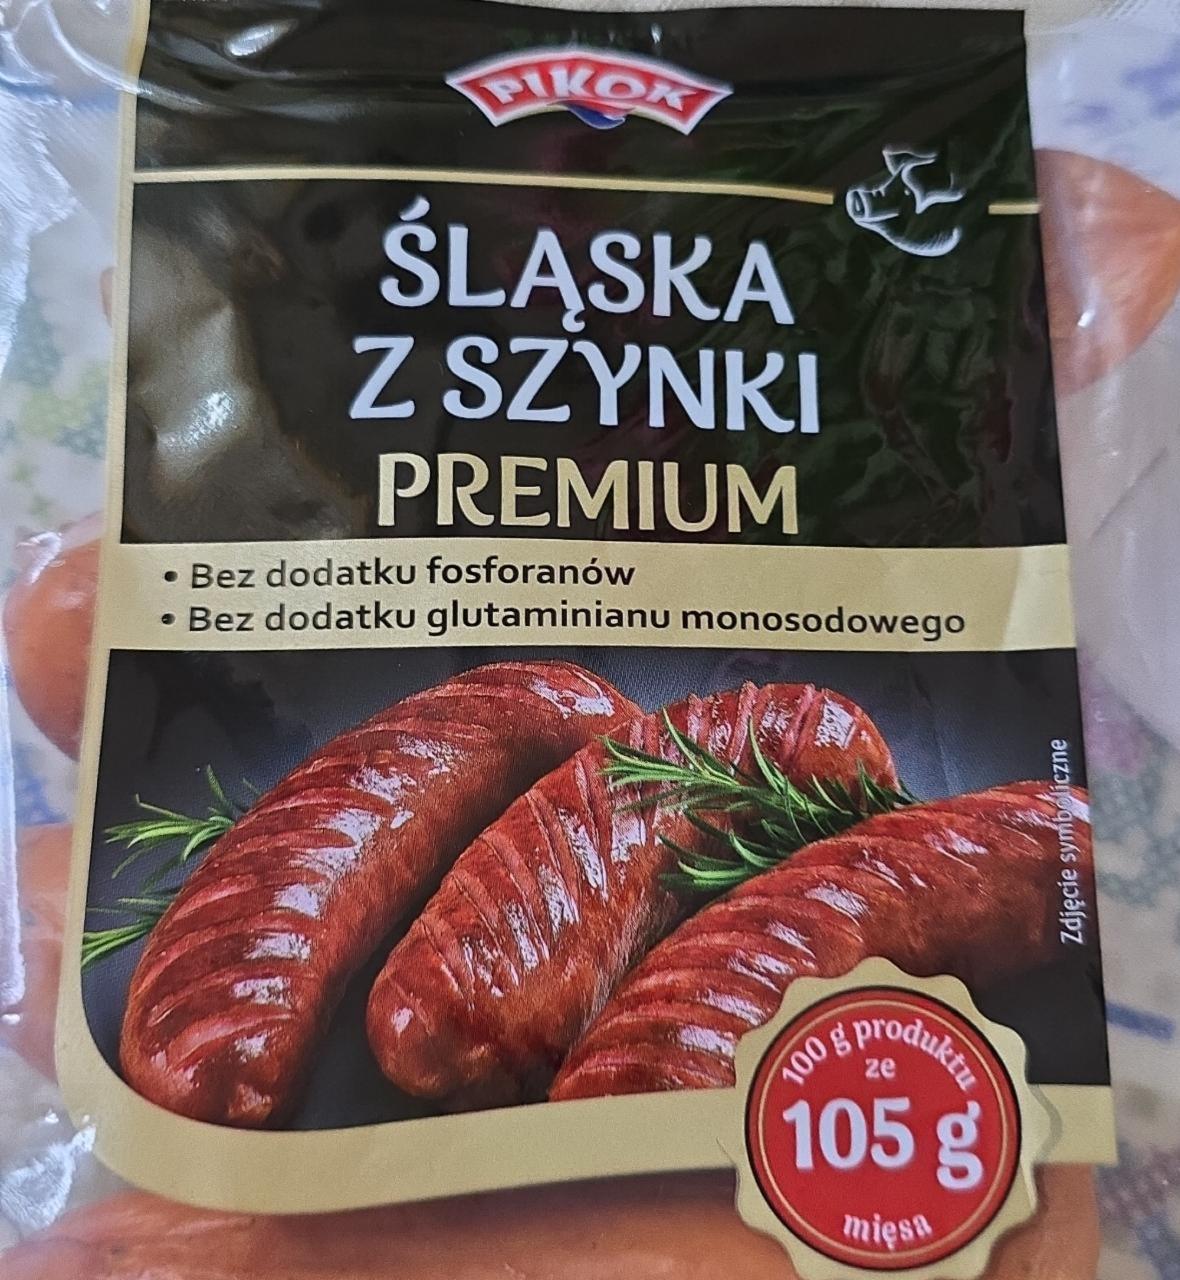 PIKOK
ŚLĄSKA
Z SZYNKI
PREMIUM
• Bez dodatku fosforanów
• Bez dodatku glutaminianu monosodowego
Zdjęcie symboliczne
100 g produktu
ze
105 g
mięsa